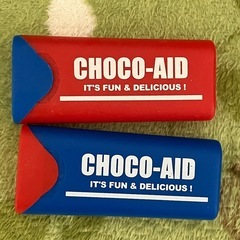 CHOCO-AID
IT'S FUN & DELICIOUS !
CHOCO-AID
IT'S FUN & DELICIOUS !